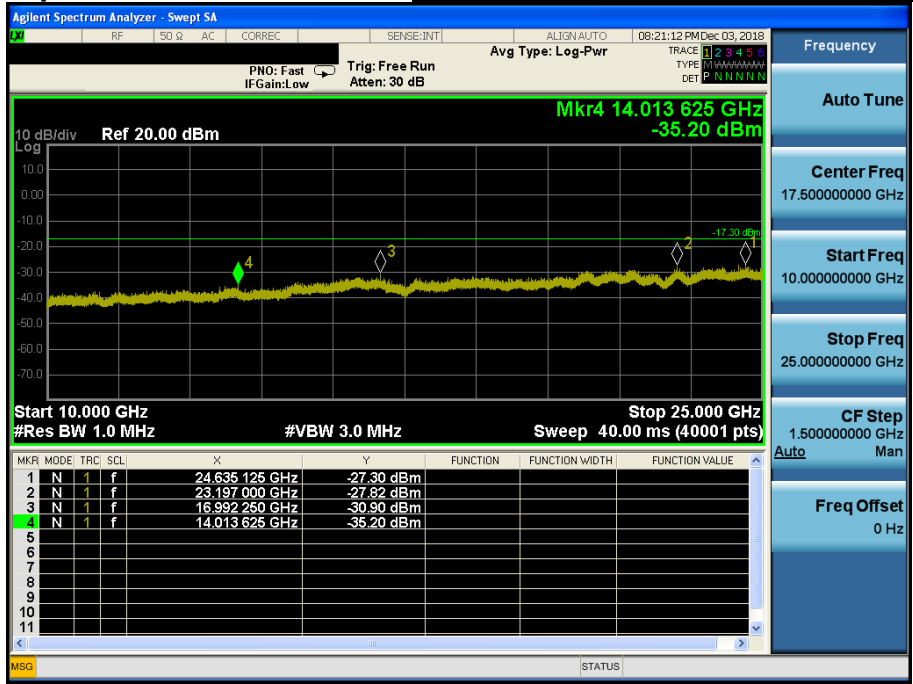 Agilent Spectrum Analyzer - Swept SA
LXI RF 50 Ω AC CORREC SENSE:INT ALIGNAUTO 08:21:12 PM Dec 03, 2018
Avg Type: Log-Pwr TRACE 1 2 3 4 5 6
PNO: Fast Trig: Free Run TYPE M WWWWW
IFGain:Low Atten: 30 dB DET P N N N N N
Mkr4 14.013 625 GHz
-35.20 dBm
10 dB/div Ref 20.00 dBm
Log
10.0
0.00
-10.0
-17.30 dBm
-20.0
3 2 1
4
-30.0
-40.0
-50.0
-60.0
-70.0
Start 10.000 GHz Stop 25.000 GHz
#Res BW 1.0 MHz #VBW 3.0 MHz Sweep 40.00 ms (40001 pts)
MKR MODE TRC SCL X Y FUNCTION FUNCTION WIDTH FUNCTION VALUE
1 N 1 f 24.635 125 GHz -27.30 dBm
2 N 1 f 23.197 000 GHz -27.82 dBm
3 N 1 f 16.992 250 GHz -30.90 dBm
4 N 1 f 14.013 625 GHz -35.20 dBm
5
6
7
8
9
10
11
MSG STATUS
Frequency
Auto Tune
Center Freq
17.500000000 GHz
Start Freq
10.000000000 GHz
Stop Freq
25.000000000 GHz
CF Step
1.500000000 GHz
Auto Man
Freq Offset
0 Hz